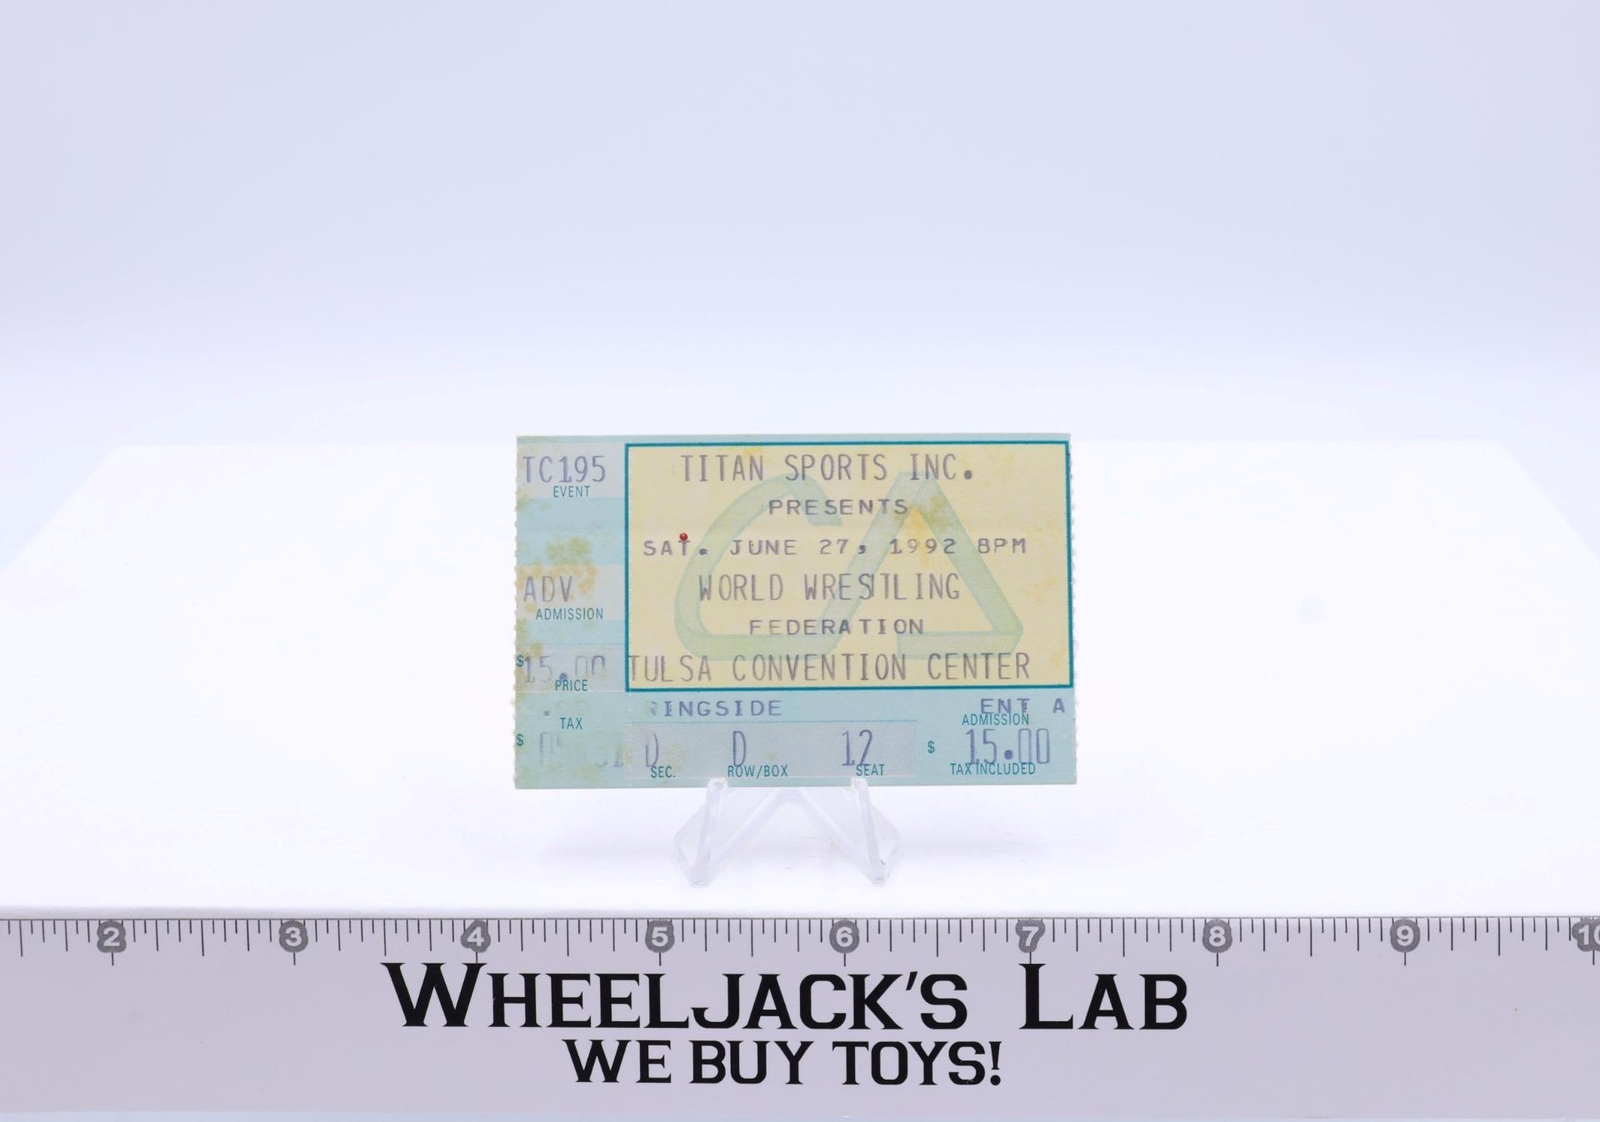 TC195
EVENT
ADV
ADMISSION
$15.00
PRICE
TAX
$
TITAN SPORTS INC.
PRESENTS
SAT. JUNE 27, 1992 8PM
WORLD WRESTLING
FEDERATION
TULSA CONVENTION CENTER
RINGSIDE ENT A
ADMISSION
D D 12 $ 15.00
SEC. ROW/BOX SEAT TAX INCLUDED
2 3 4 5 6 7 8 9 10
WHEELJACK'S LAB
WE BUY TOYS!